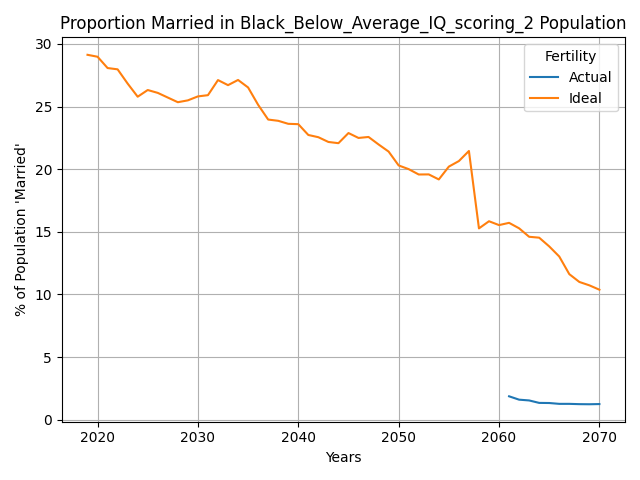 Proportion Married in Black_Below_Average_IQ_scoring_2 Population
Fertility
Actual
Ideal
% of Population 'Married'
30
25
20
15
10
5
0
2020 2030 2040 2050 2060 2070
Years